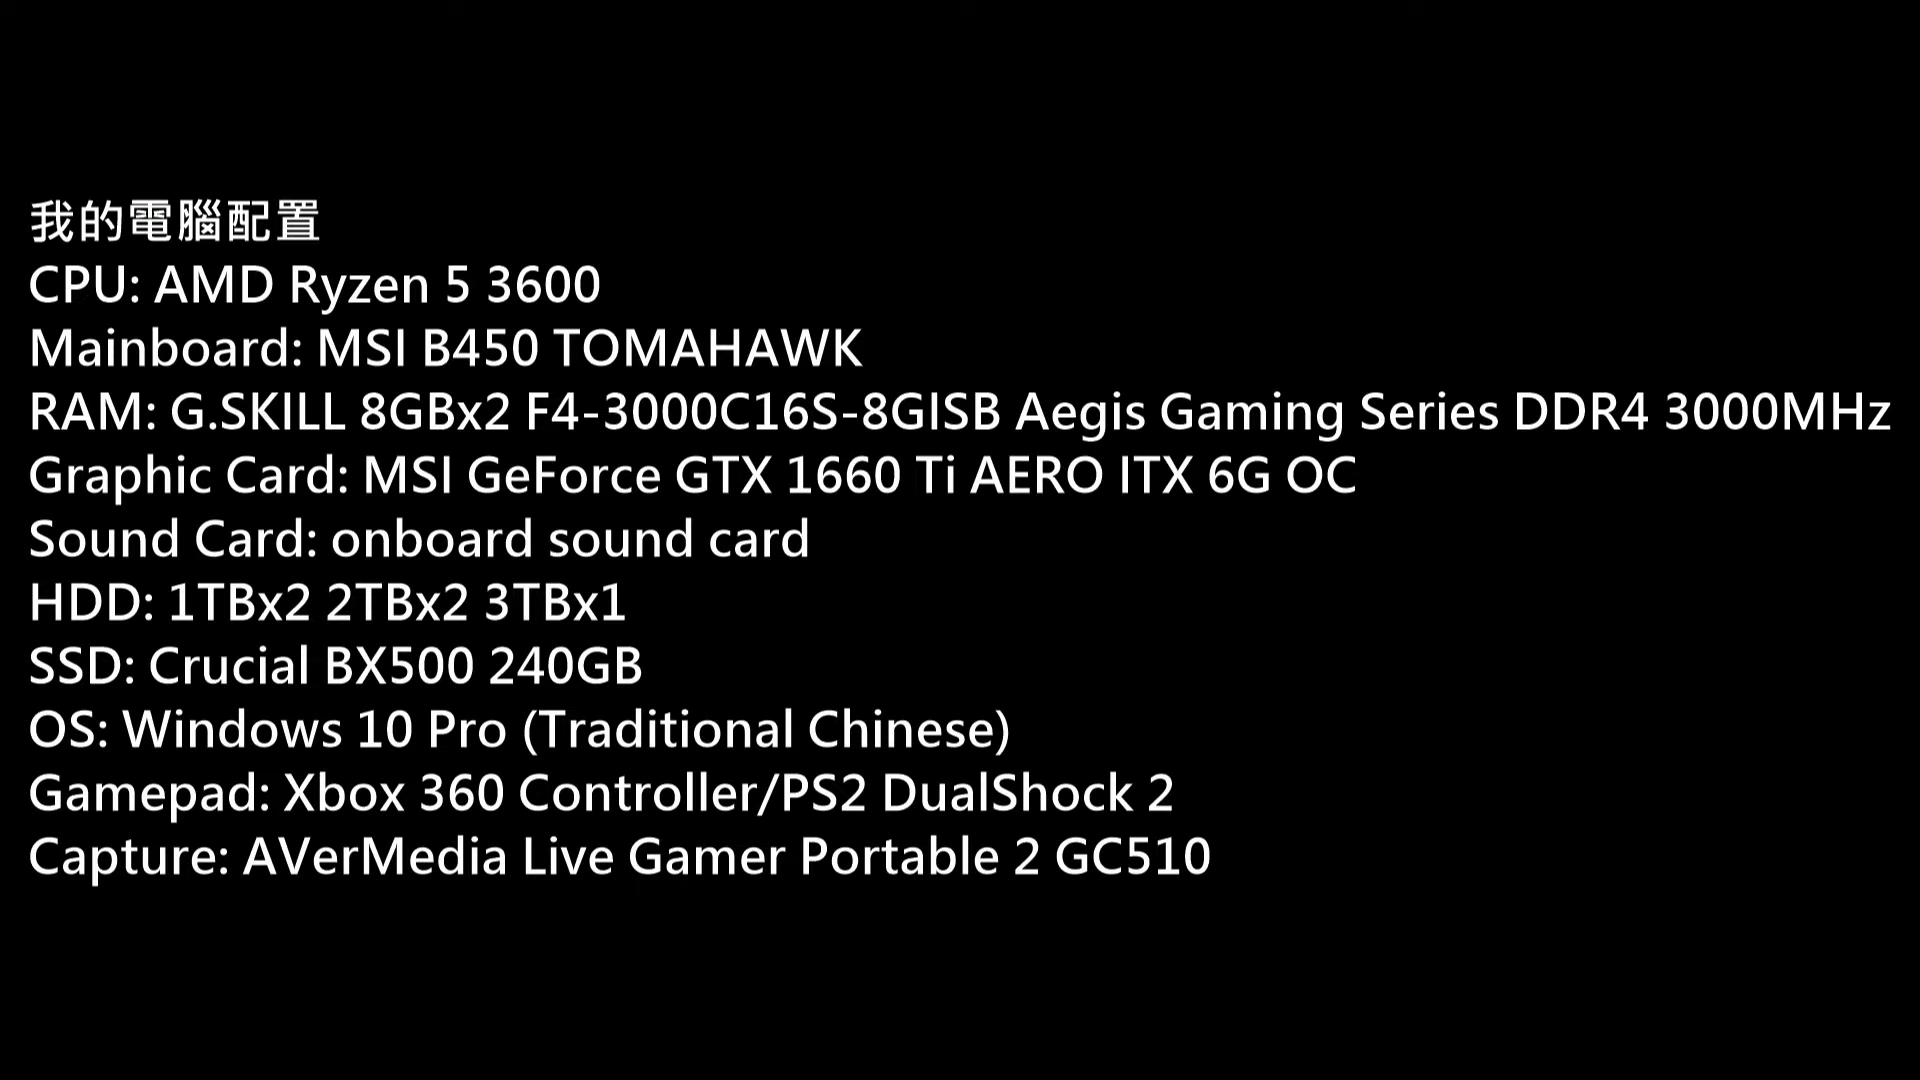 我的電腦配置
CPU: AMD Ryzen 5 3600
Mainboard: MSI B450 TOMAHAWK
RAM: G.SKILL 8GBx2 F4-3000C16S-8GISB Aegis Gaming Series DDR4 3000MHz
Graphic Card: MSI GeForce GTX 1660 Ti AERO ITX 6G OC
Sound Card: onboard sound card
HDD: 1TBx2 2TBx2 3TBx1
SSD: Crucial BX500 240GB
OS: Windows 10 Pro (Traditional Chinese)
Gamepad: Xbox 360 Controller/PS2 DualShock 2
Capture: AVerMedia Live Gamer Portable 2 GC510